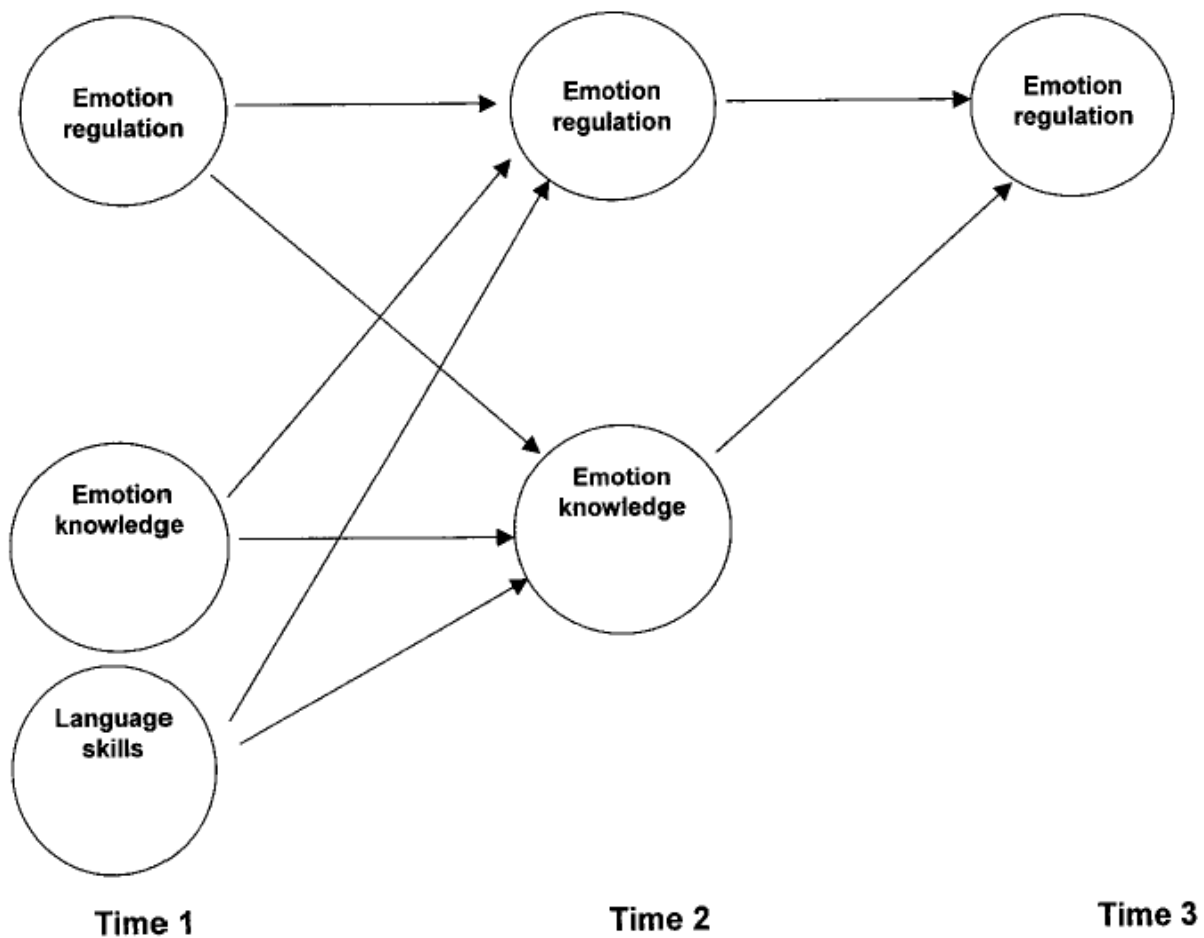 Emotion
regulation
Emotion
regulation
Emotion
regulation
Emotion
knowledge
Emotion
knowledge
Language
skills
Time 1
Time 2
Time 3